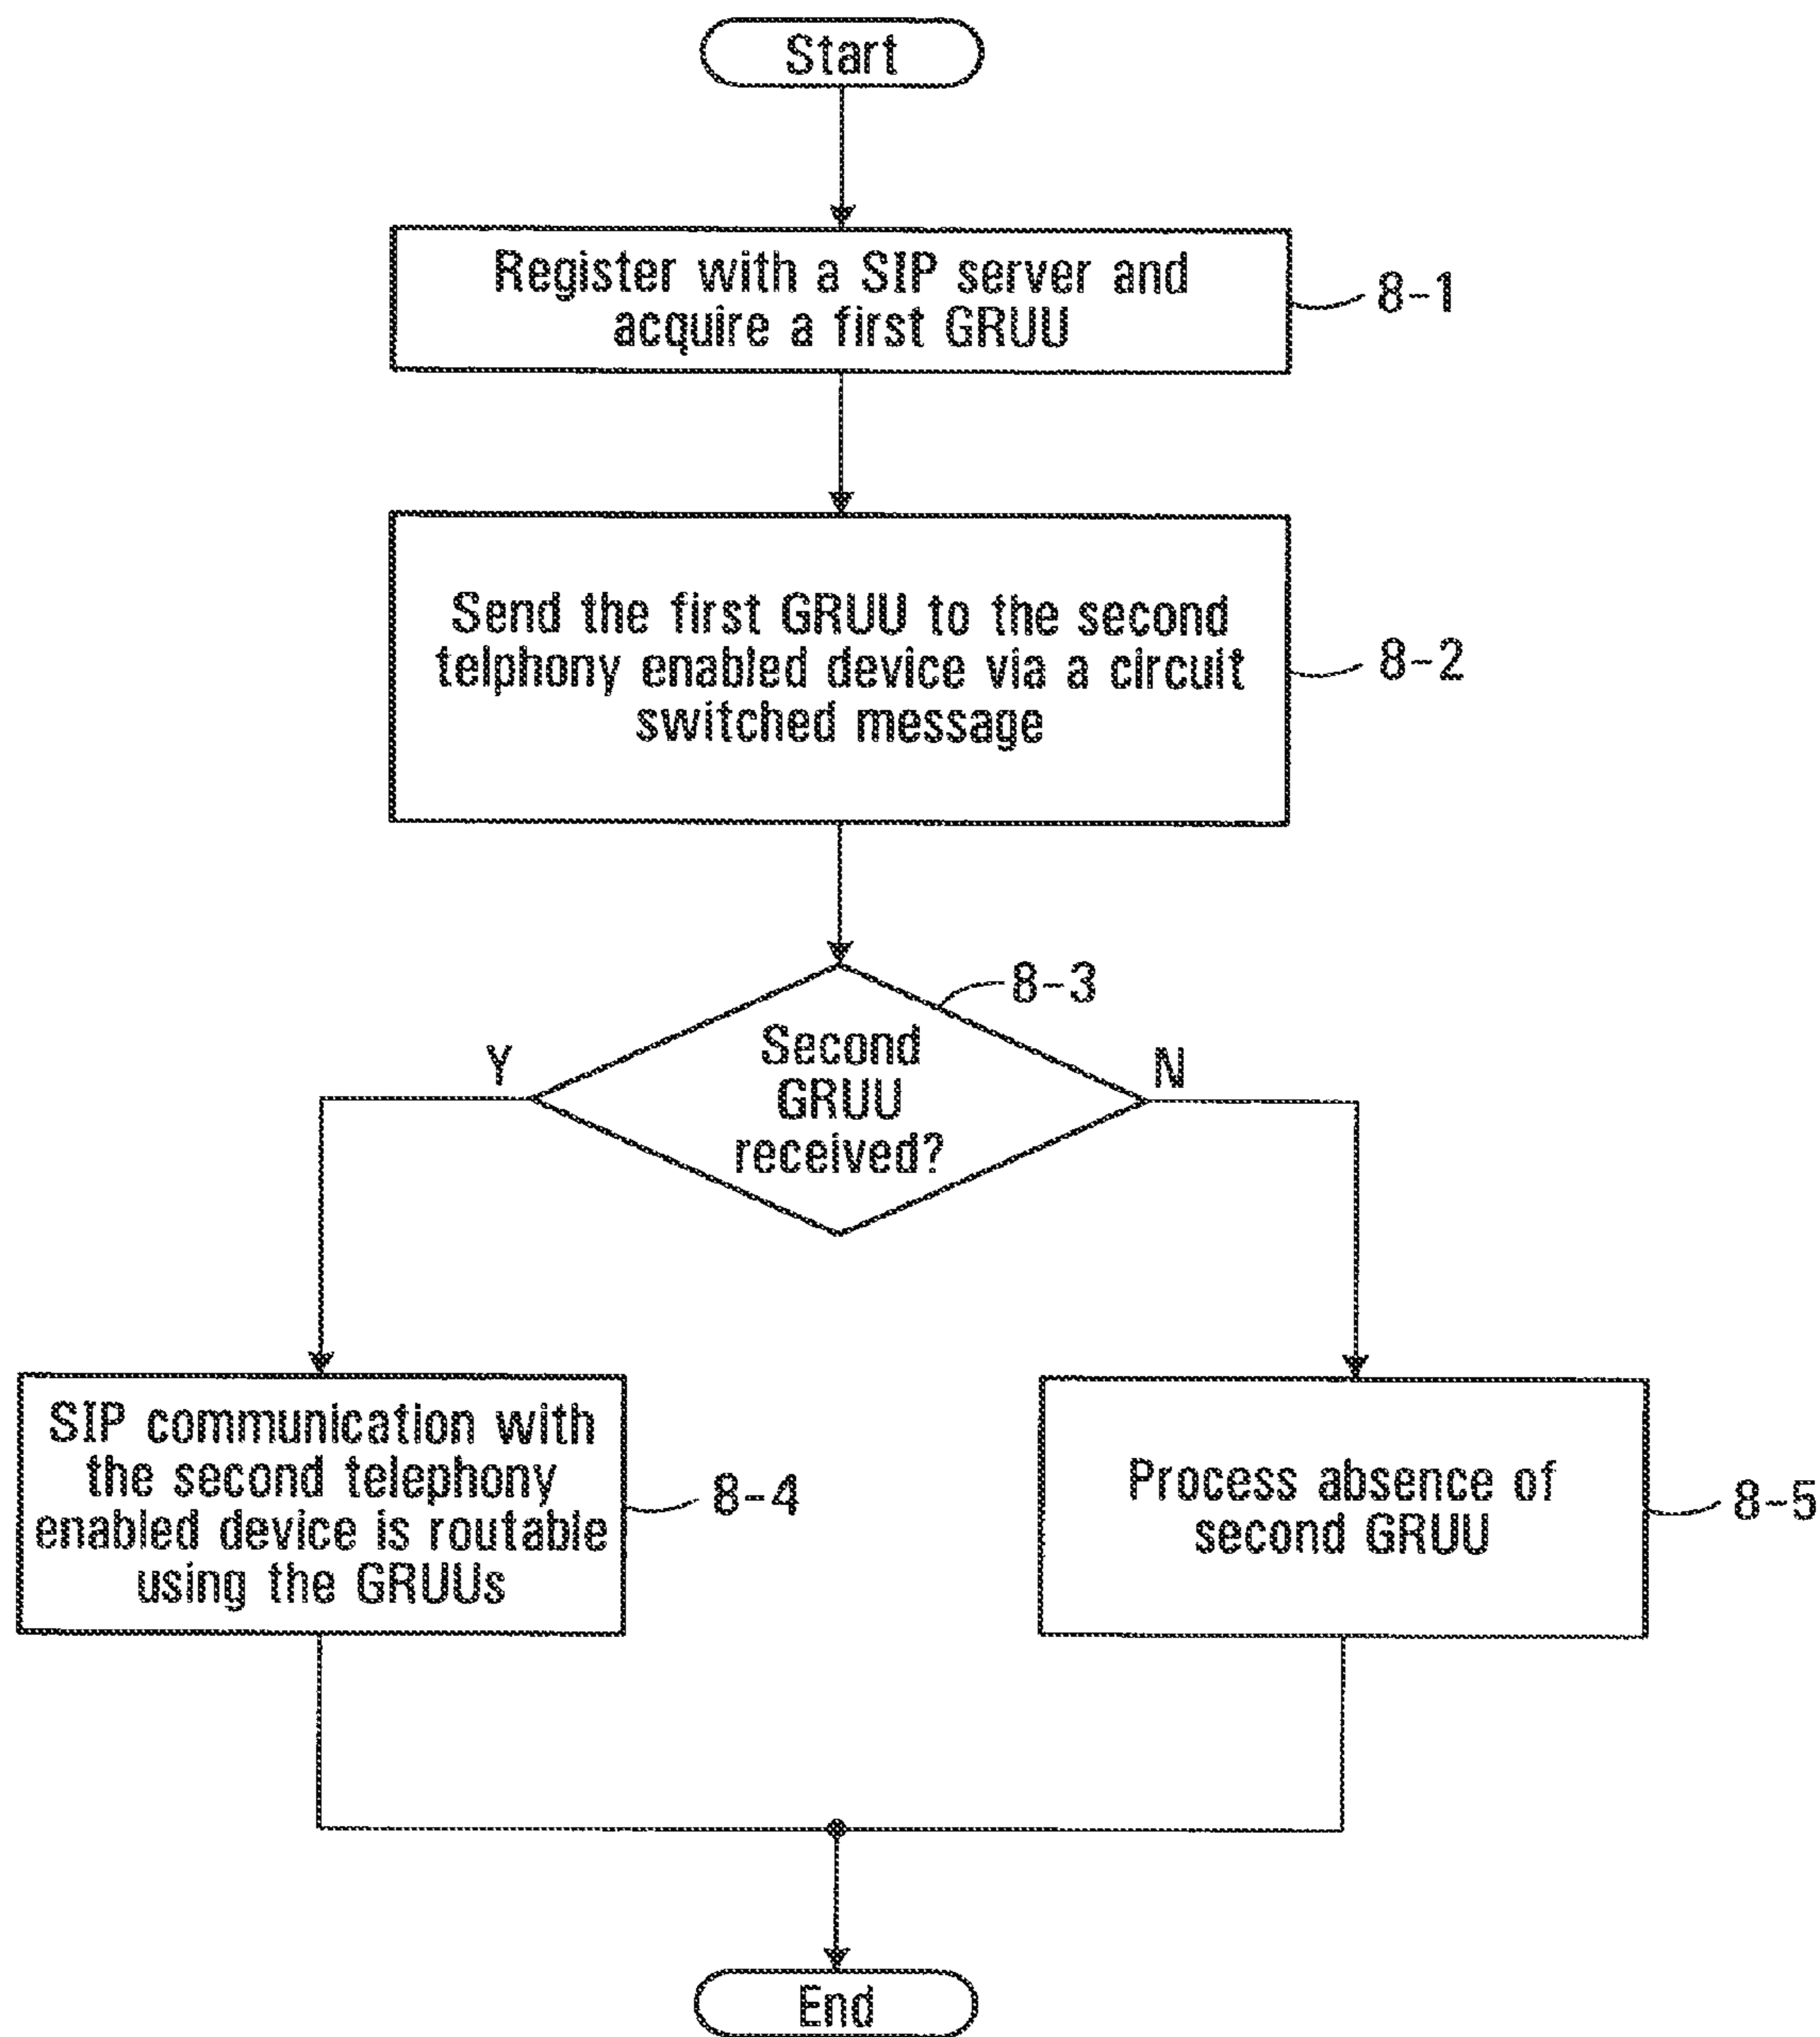 Start
Register with a SIP server and
acquire a first GRUU
8-1
Send the first GRUU to the second
telphony enabled device via a circuit
switched message
8-2
8-3
Second
GRUU
received?
Y
N
SIP communication with
the second telephony
enabled device is routable
using the GRUUs
8-4
Process absence of
second GRUU
8-5
End